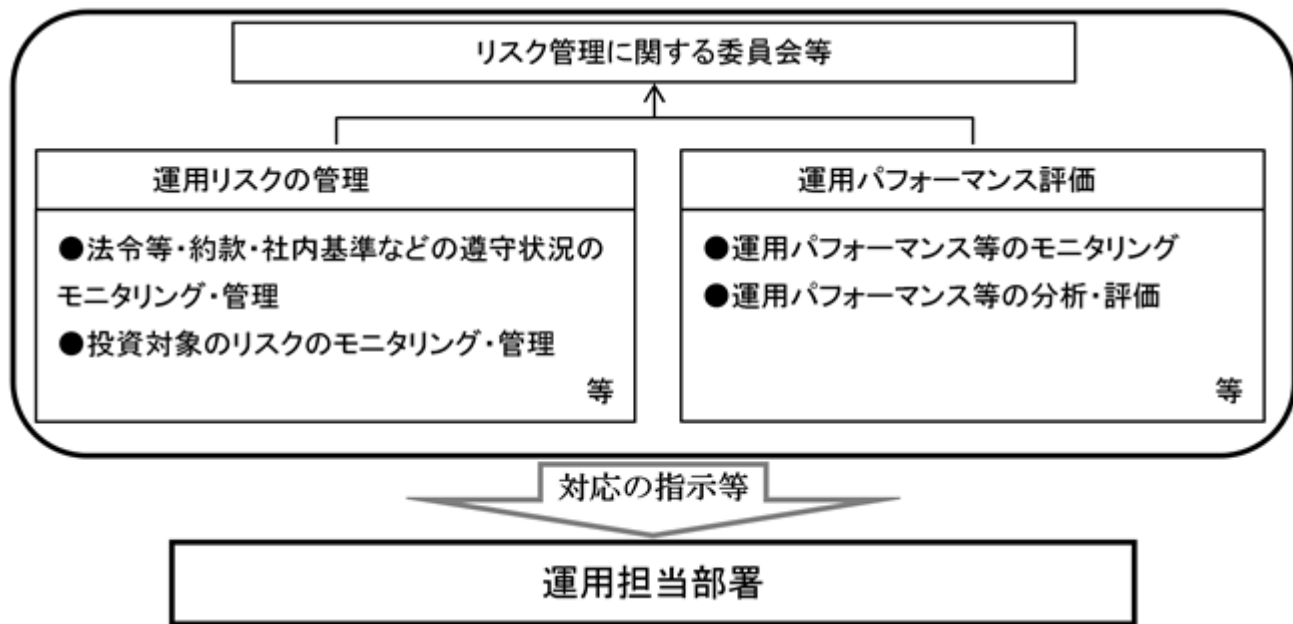 リスク管理に関する委員会等
運用リスクの管理
●法令等・約款・社内基準などの遵守状況の
モニタリング・管理
●投資対象のリスクのモニタリング・管理
等
運用パフォーマンス評価
●運用パフォーマンス等のモニタリング
●運用パフォーマンス等の分析・評価
等
対応の指示等
運用担当部署